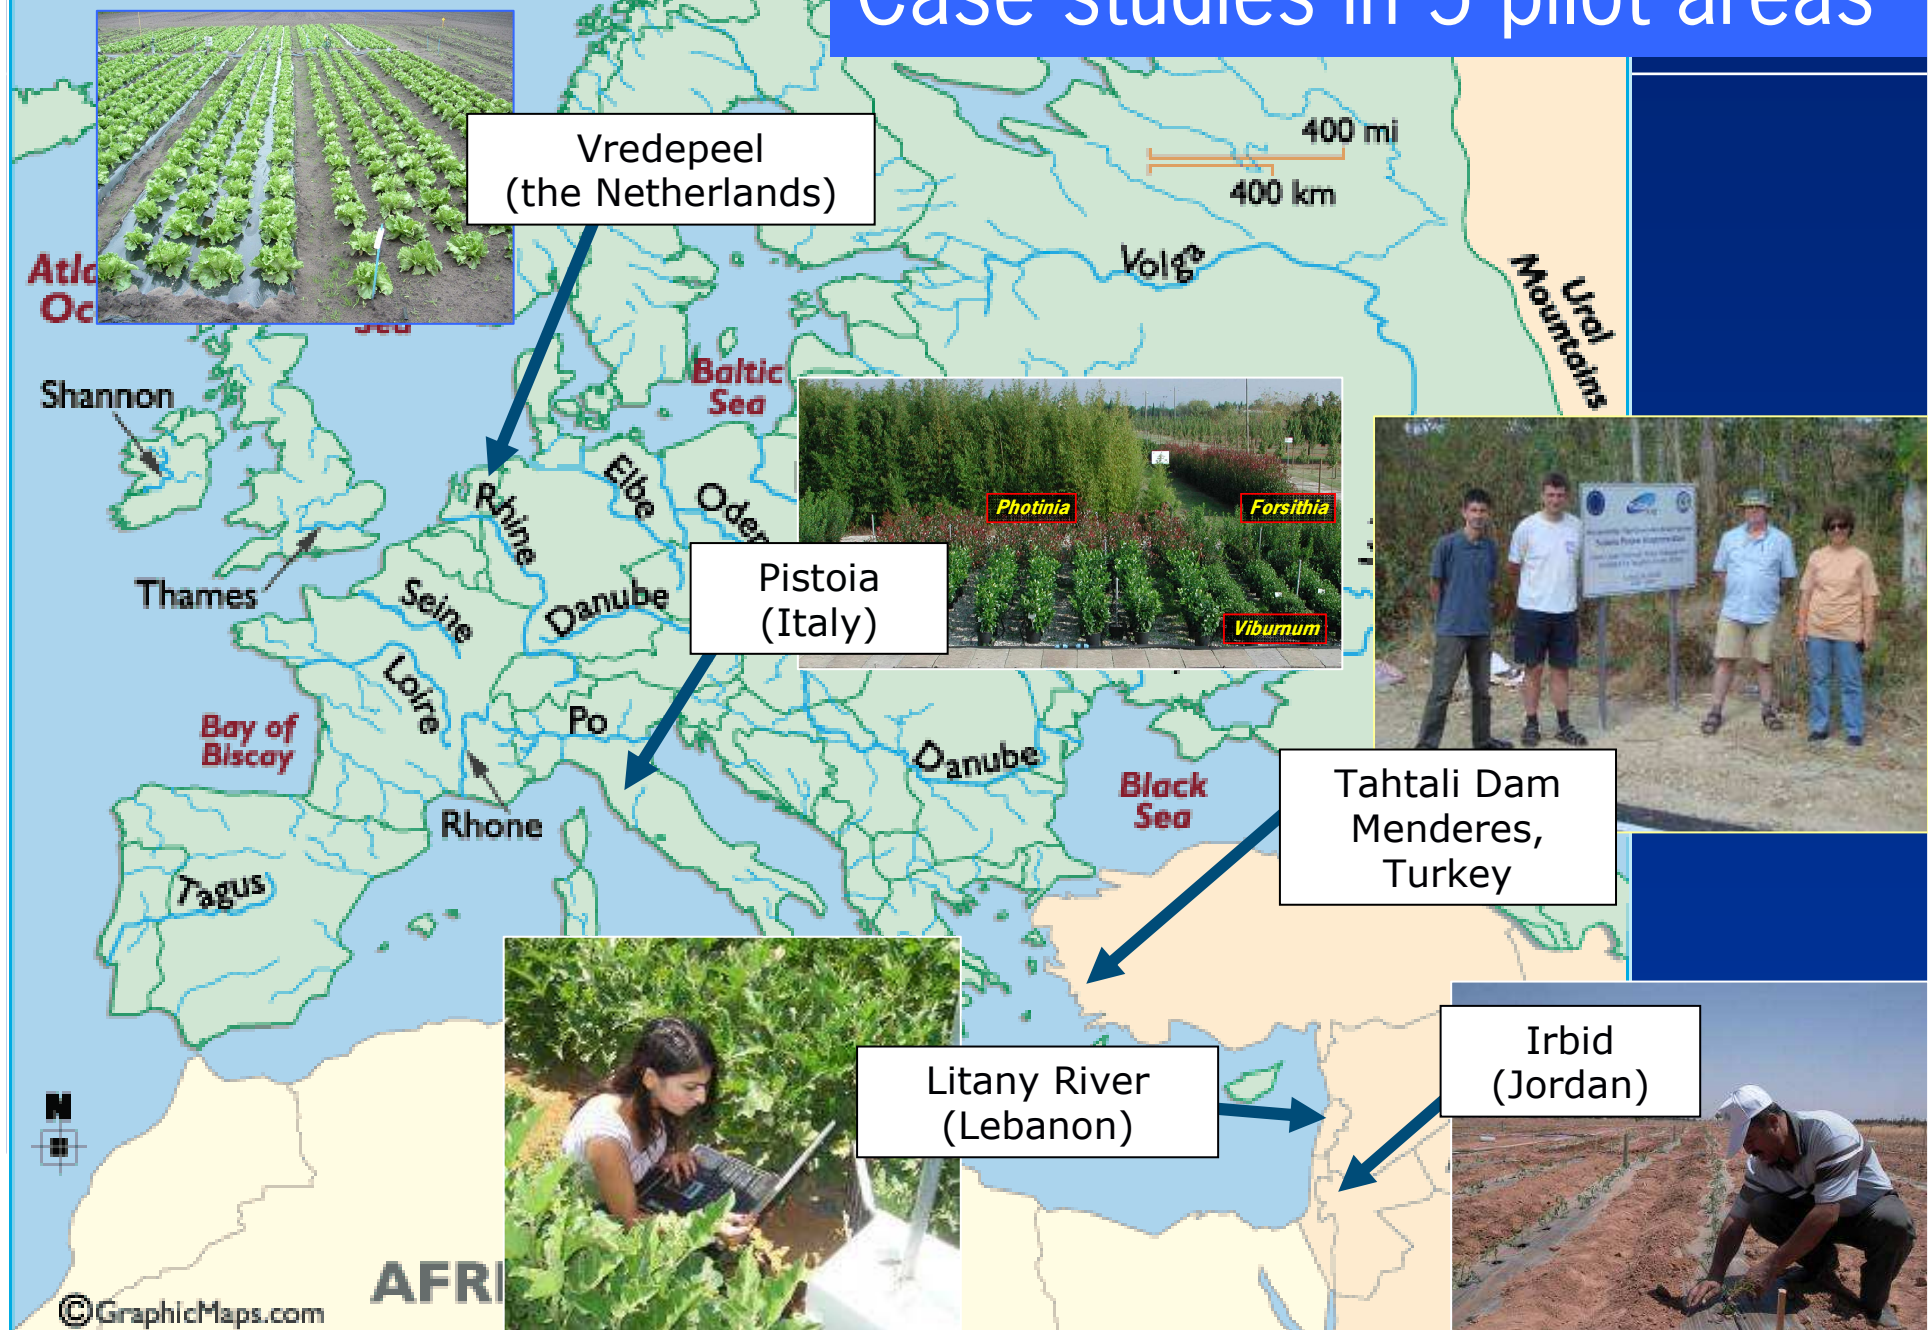 Case studies in 5 pilot areas
Vredepeel
(the Netherlands)
400 mi
400 km
Volga
Ural
Mountains
Shannon
Baltic
Sea
Thames
Rhine
Elbe
Oder
Seine
Danube
Loire
Pistoia
(Italy)
Photinia
Forsithia
Viburnum
Po
Bay of
Biscay
Rhone
Danube
Black
Sea
Tagus
Tahtali Dam
Menderes,
Turkey
Litany River
(Lebanon)
Irbid
(Jordan)
N
©GraphicMaps.com